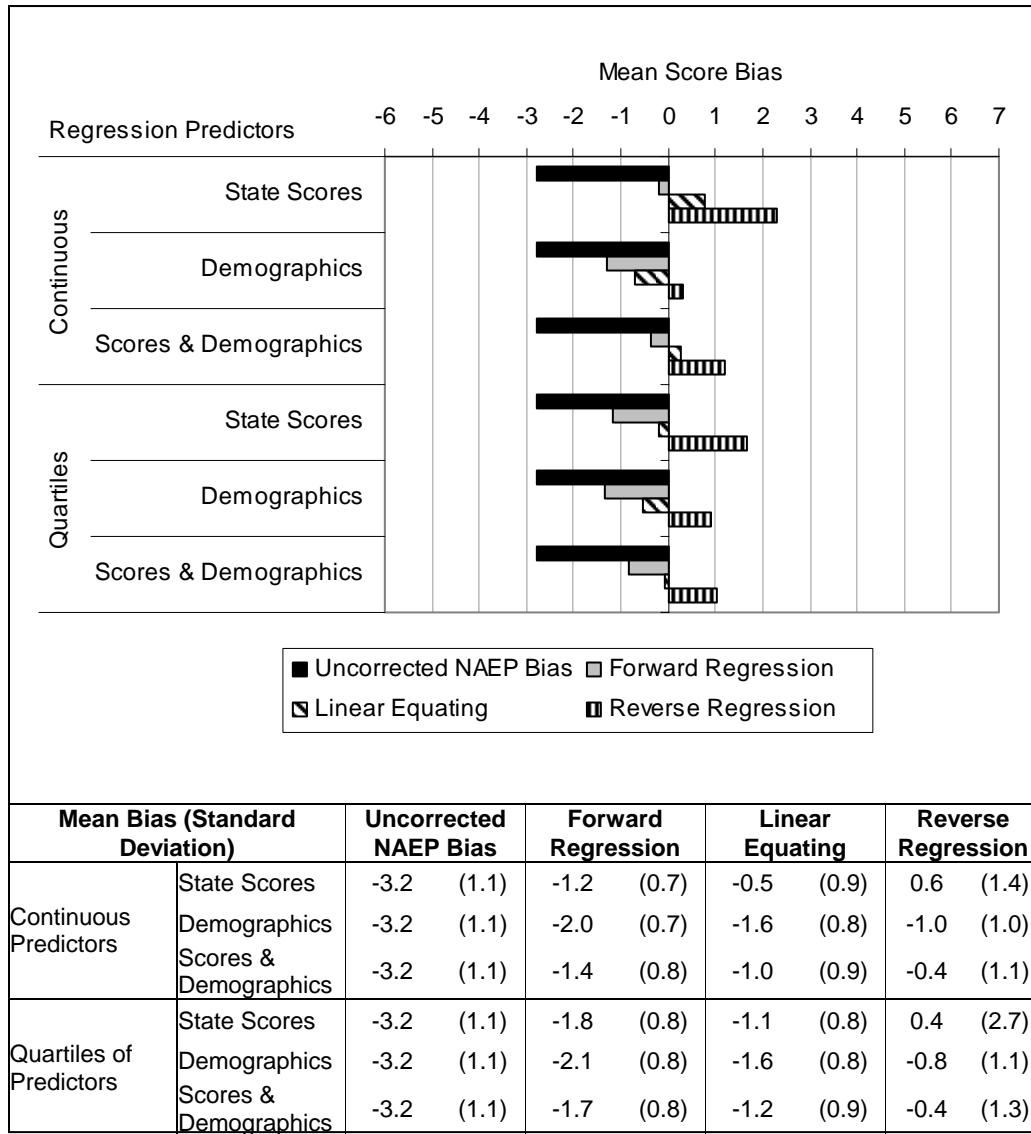 Mean Score Bias
Regression Predictors -6 -5 -4 -3 -2 -1 0 1 2 3 4 5 6 7
Continuous
State Scores
Demographics
Scores & Demographics
Quartiles
State Scores
Demographics
Scores & Demographics
Uncorrected NAEP Bias Forward Regression
Linear Equating Reverse Regression
Mean Bias (Standard Deviation) Uncorrected NAEP Bias Forward Regression Linear Equating Reverse Regression
Continuous Predictors
State Scores -3.2 (1.1) -1.2 (0.7) -0.5 (0.9) 0.6 (1.4)
Demographics -3.2 (1.1) -2.0 (0.7) -1.6 (0.8) -1.0 (1.0)
Scores & Demographics -3.2 (1.1) -1.4 (0.8) -1.0 (0.9) -0.4 (1.1)
Quartiles of Predictors
State Scores -3.2 (1.1) -1.8 (0.8) -1.1 (0.8) 0.4 (2.7)
Demographics -3.2 (1.1) -2.1 (0.8) -1.6 (0.8) -0.8 (1.1)
Scores & Demographics -3.2 (1.1) -1.7 (0.8) -1.2 (0.9) -0.4 (1.3)